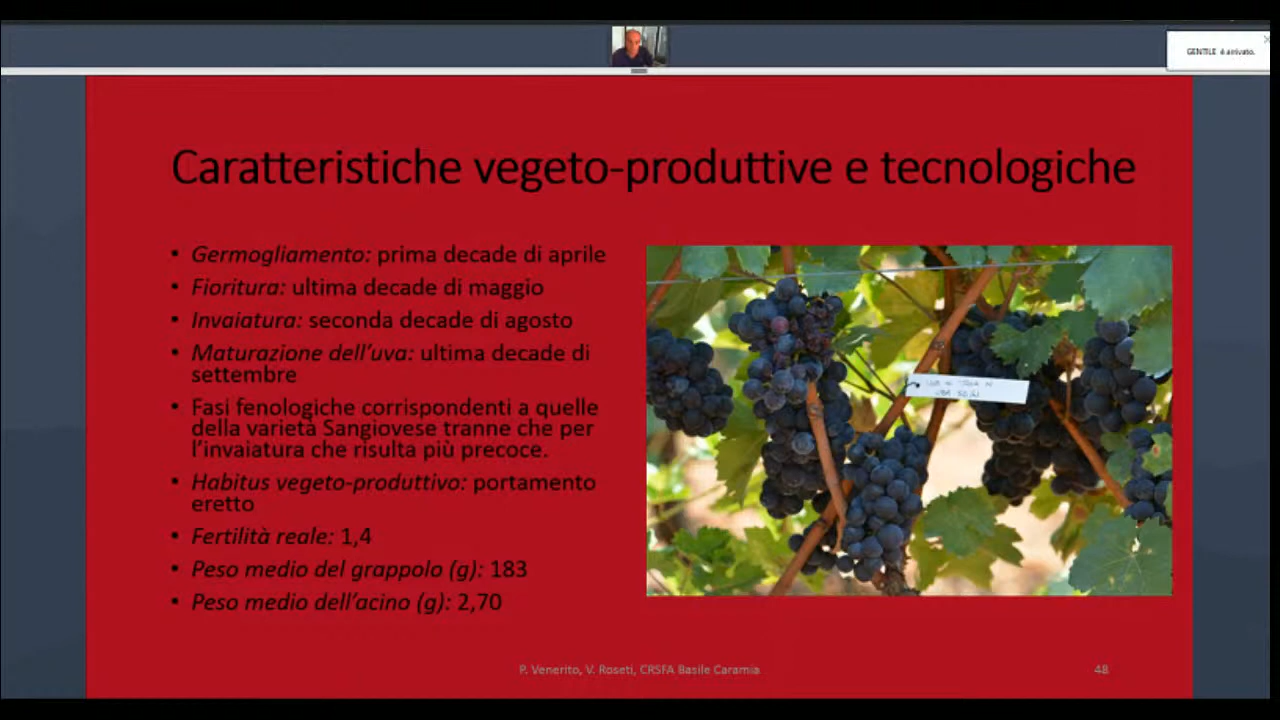 GENTILE è arrivato.
Caratteristiche vegeto-produttive e tecnologiche
• Germogliamento: prima decade di aprile
• Fioritura: ultima decade di maggio
• Invaiatura: seconda decade di agosto
• Maturazione dell'uva: ultima decade di
settembre
• Fasi fenologiche corrispondenti a quelle
della varietà Sangiovese tranne che per
l'invaiatura che risulta più precoce.
• Habitus vegeto-produttivo: portamento
eretto
• Fertilità reale: 1,4
• Peso medio del grappolo (g): 183
• Peso medio dell'acino (g): 2,70
P. Venerito, V. Roseti, CRSFA Basile Caramia
48